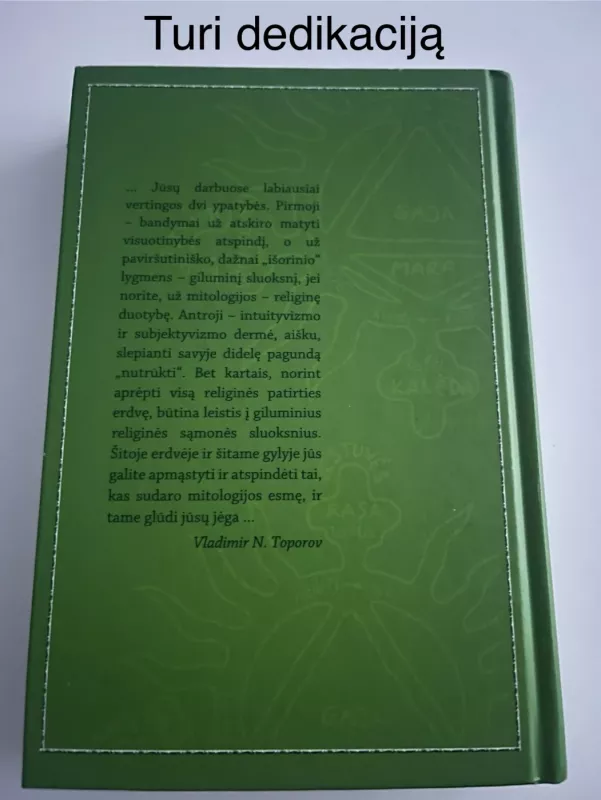 Turi dedikaciją
... Jūsų darbuose labiausiai
vertingos dvi ypatybės. Pirmoji
– bandymai už atskiro matyti
visuotinybės atspindį, o už
paviršutiniško, dažnai „išorinio“
lygmens – giluminį sluoksnį, jei
norite, už mitologijos – religinę
duotybę. Antroji – intuityvizmo
ir subjektyvizmo dermė, aišku,
slepianti savyje didelę pagundą
„nutrūkti“. Bet kartais, norint
aprėpti visą religinės patirties
erdvę, būtina leistis į giluminius
religinės sąmonės sluoksnius.
Šitoje erdvėje ir šitame gylyje jūs
galite apmąstyti ir atspindėti tai,
kas sudaro mitologijos esmę, ir
tame glūdi jūsų jėga ...
Vladimir N. Toporov
KALĖDA
RASA